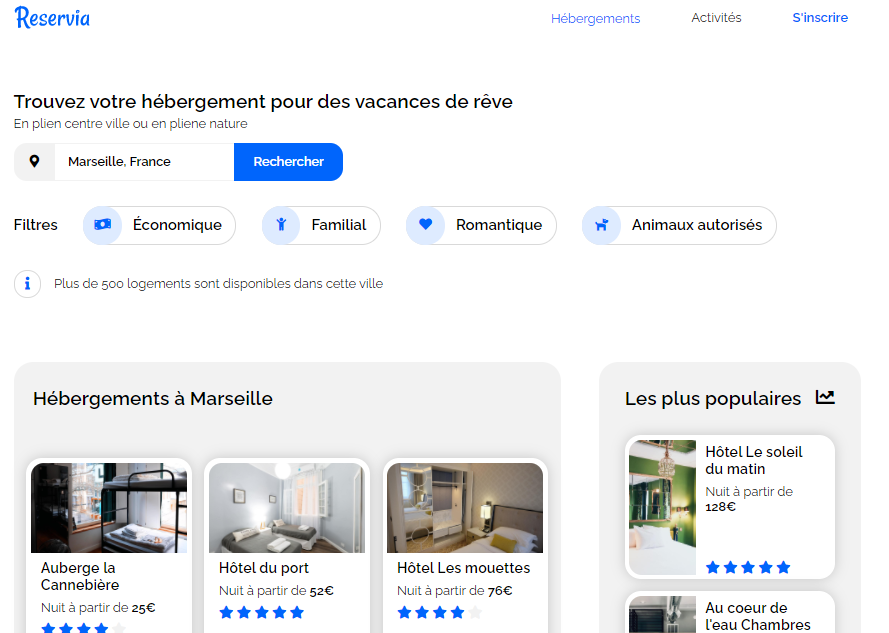 Reservia
Hébergements
Activités
S'inscrire
Trouvez votre hébergement pour des vacances de rêve
En plien centre ville ou en pliene nature
Marseille, France
Rechercher
Filtres
Économique
Familial
Romantique
Animaux autorisés
Plus de 500 logements sont disponibles dans cette ville
Hébergements à Marseille
Auberge la
Cannebière
Nuit à partir de 25€
Hôtel du port
Nuit à partir de 52€
Hôtel Les mouettes
Nuit à partir de 76€
Les plus populaires
Hôtel Le soleil
du matin
Nuit à partir de
128€
Au coeur de
l'eau Chambres